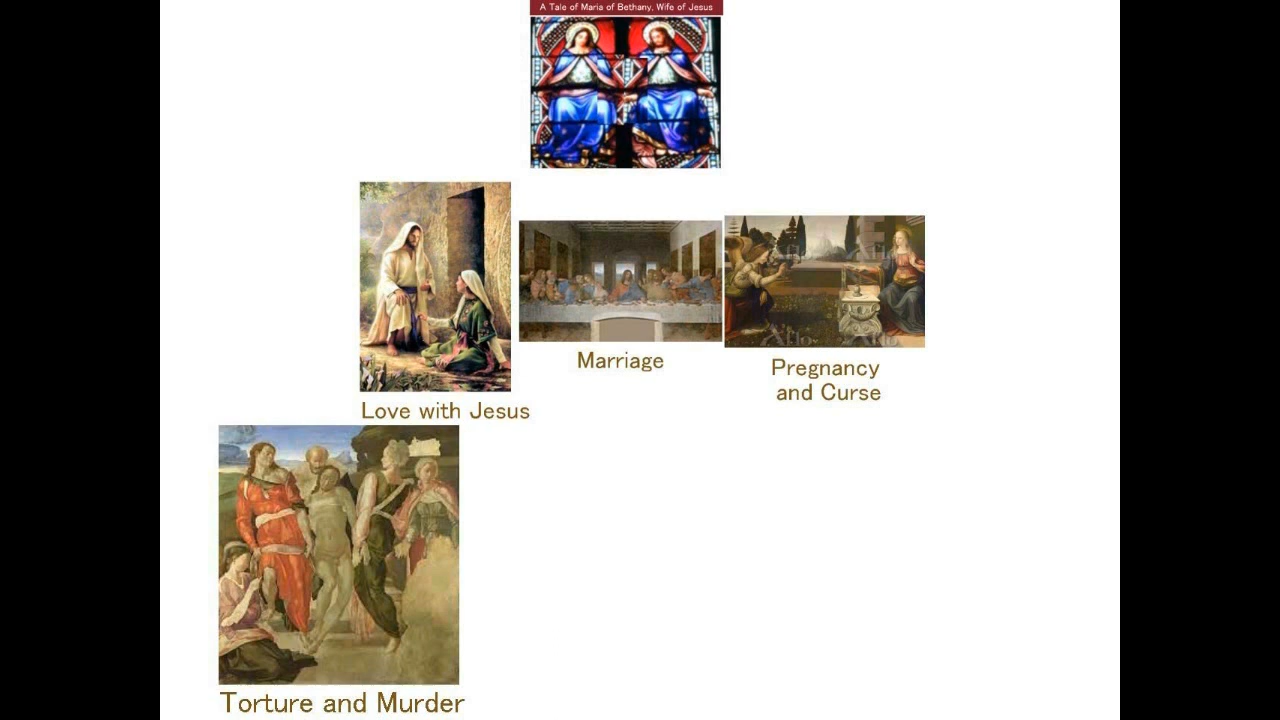 A Tale of Maria of Bethany, Wife of Jesus
Marriage
Pregnancy
and Curse
Love with Jesus
Torture and Murder